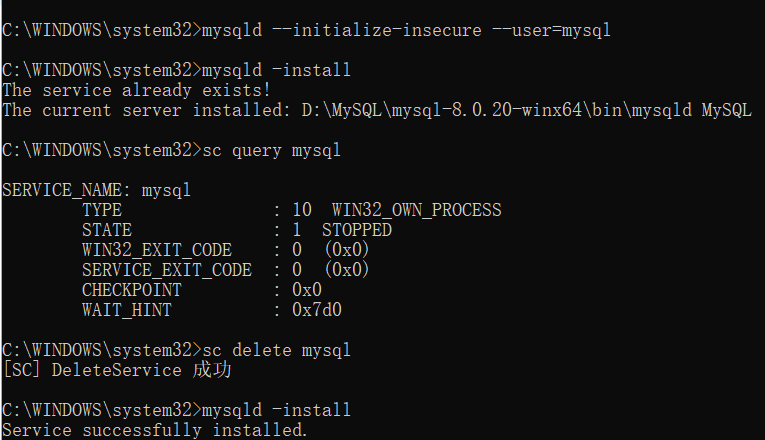 C:\WINDOWS\system32>mysqld --initialize-insecure --user=mysql
C:\WINDOWS\system32>mysqld -install
The service already exists!
The current server installed: D:\MySQL\mysql-8.0.20-winx64\bin\mysqld MySQL
C:\WINDOWS\system32>sc query mysql
SERVICE_NAME: mysql
        TYPE               : 10  WIN32_OWN_PROCESS
        STATE              : 1  STOPPED
        WIN32_EXIT_CODE    : 0  (0x0)
        SERVICE_EXIT_CODE  : 0  (0x0)
        CHECKPOINT         : 0x0
        WAIT_HINT          : 0x7d0
C:\WINDOWS\system32>sc delete mysql
[SC] DeleteService 成功
C:\WINDOWS\system32>mysqld -install
Service successfully installed.